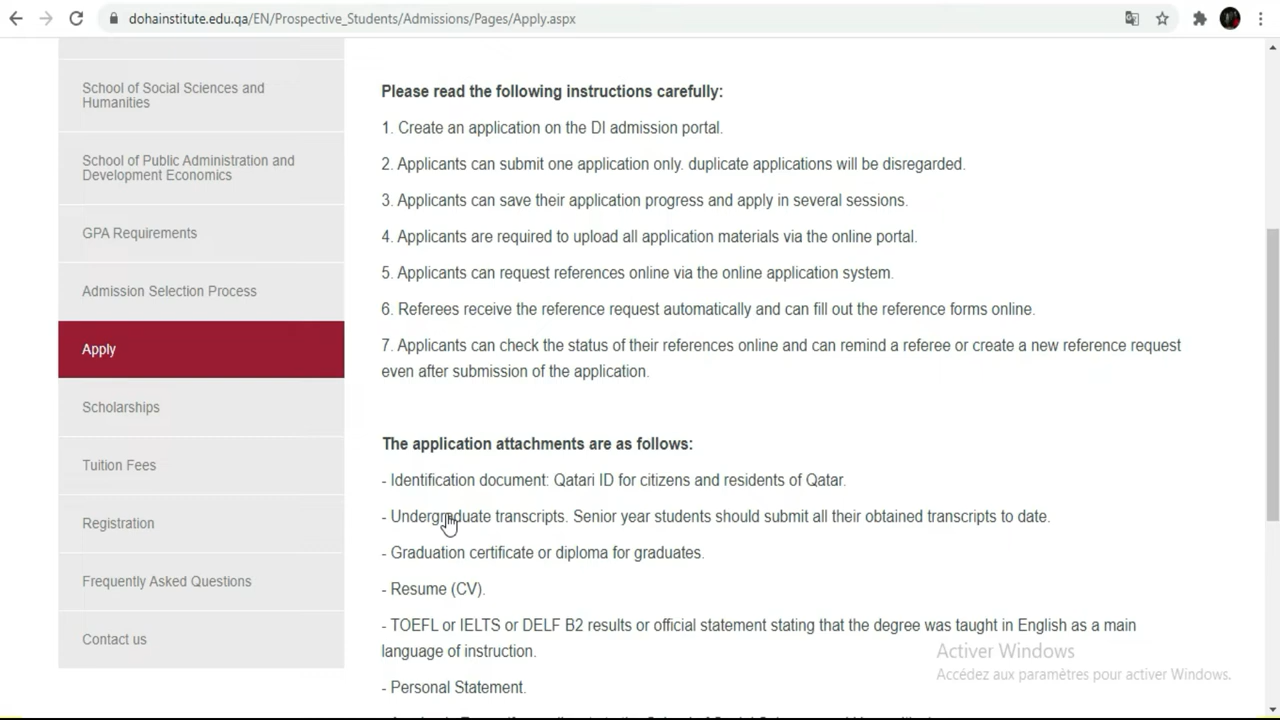 dohainstitute.edu.qa/EN/Prospective_Students/Admissions/Pages/Apply.aspx
School of Social Sciences and
Humanities
School of Public Administration and
Development Economics
GPA Requirements
Admission Selection Process
Apply
Scholarships
Tuition Fees
Registration
Frequently Asked Questions
Contact us
Please read the following instructions carefully:
1. Create an application on the DI admission portal.
2. Applicants can submit one application only. duplicate applications will be disregarded.
3. Applicants can save their application progress and apply in several sessions.
4. Applicants are required to upload all application materials via the online portal.
5. Applicants can request references online via the online application system.
6. Referees receive the reference request automatically and can fill out the reference forms online.
7. Applicants can check the status of their references online and can remind a referee or create a new reference request
even after submission of the application.
The application attachments are as follows:
- Identification document: Qatari ID for citizens and residents of Qatar.
- Undergraduate transcripts. Senior year students should submit all their obtained transcripts to date.
- Graduation certificate or diploma for graduates.
- Resume (CV).
- TOEFL or IELTS or DELF B2 results or official statement stating that the degree was taught in English as a main
language of instruction.
- Personal Statement.
Activer Windows
Accédez aux paramètres pour activer Windows.